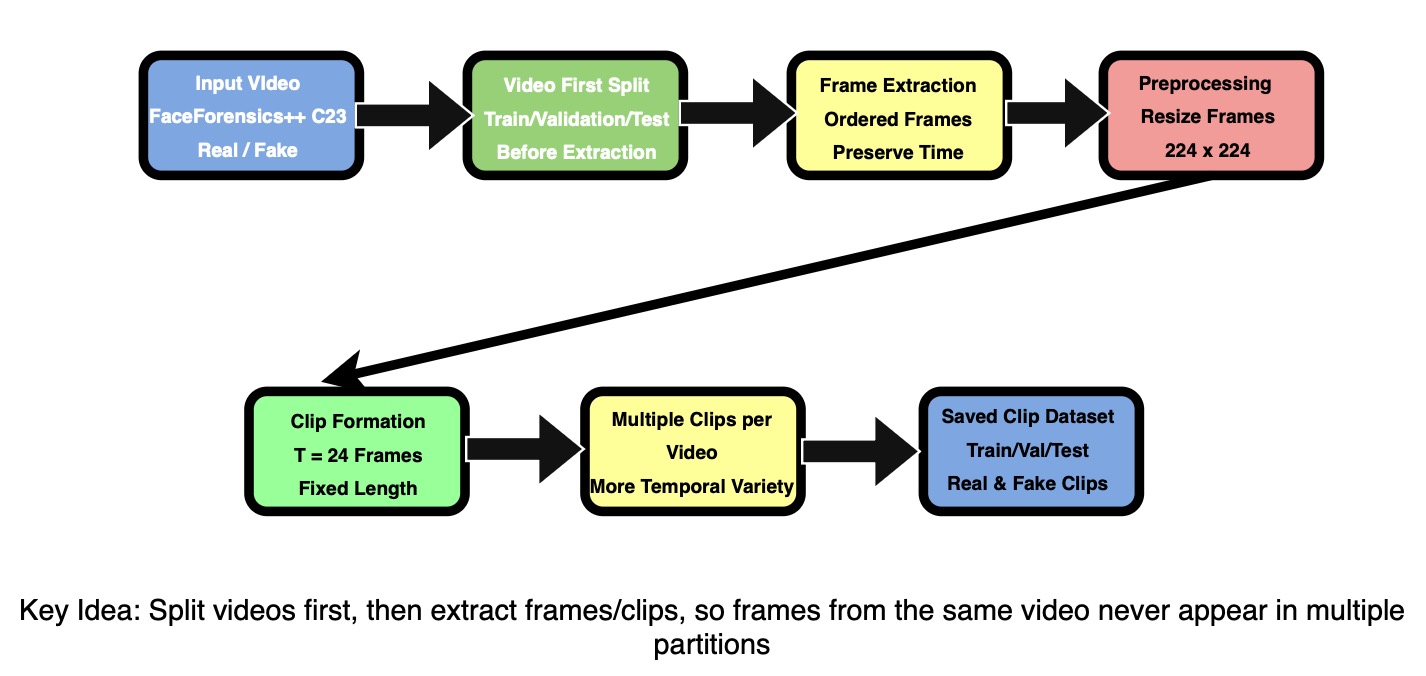 Input VIdeo
FaceForensics++ C23
Real / Fake
Video First Split
Train/Validation/Test
Before Extraction
Frame Extraction
Ordered Frames
Preserve Time
Preprocessing
Resize Frames
224 x 224
Clip Formation
T = 24 Frames
Fixed Length
Multiple Clips per
Video
More Temporal Variety
Saved Clip Dataset
Train/Val/Test
Real & Fake Clips
Key Idea: Split videos first, then extract frames/clips, so frames from the same video never appear in multiple
partitions